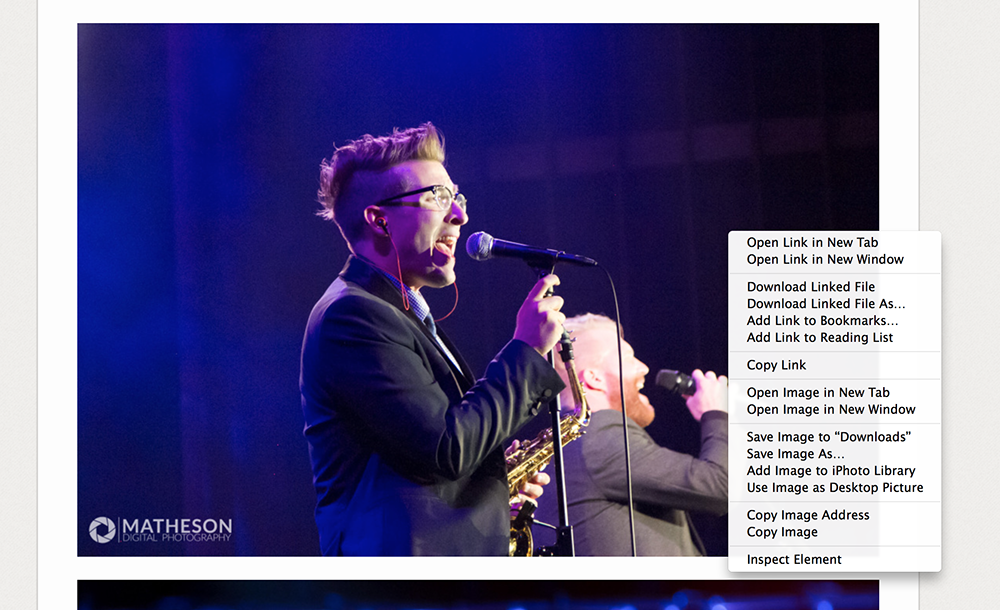 Open Link in New Tab
Open Link in New Window
Download Linked File
Download Linked File As…
Add Link to Bookmarks…
Add Link to Reading List
Copy Link
Open Image in New Tab
Open Image in New Window
Save Image to “Downloads”
Save Image As…
Add Image to iPhoto Library
Use Image as Desktop Picture
Copy Image Address
Copy Image
Inspect Element
MATHESON
DIGITAL PHOTOGRAPHY